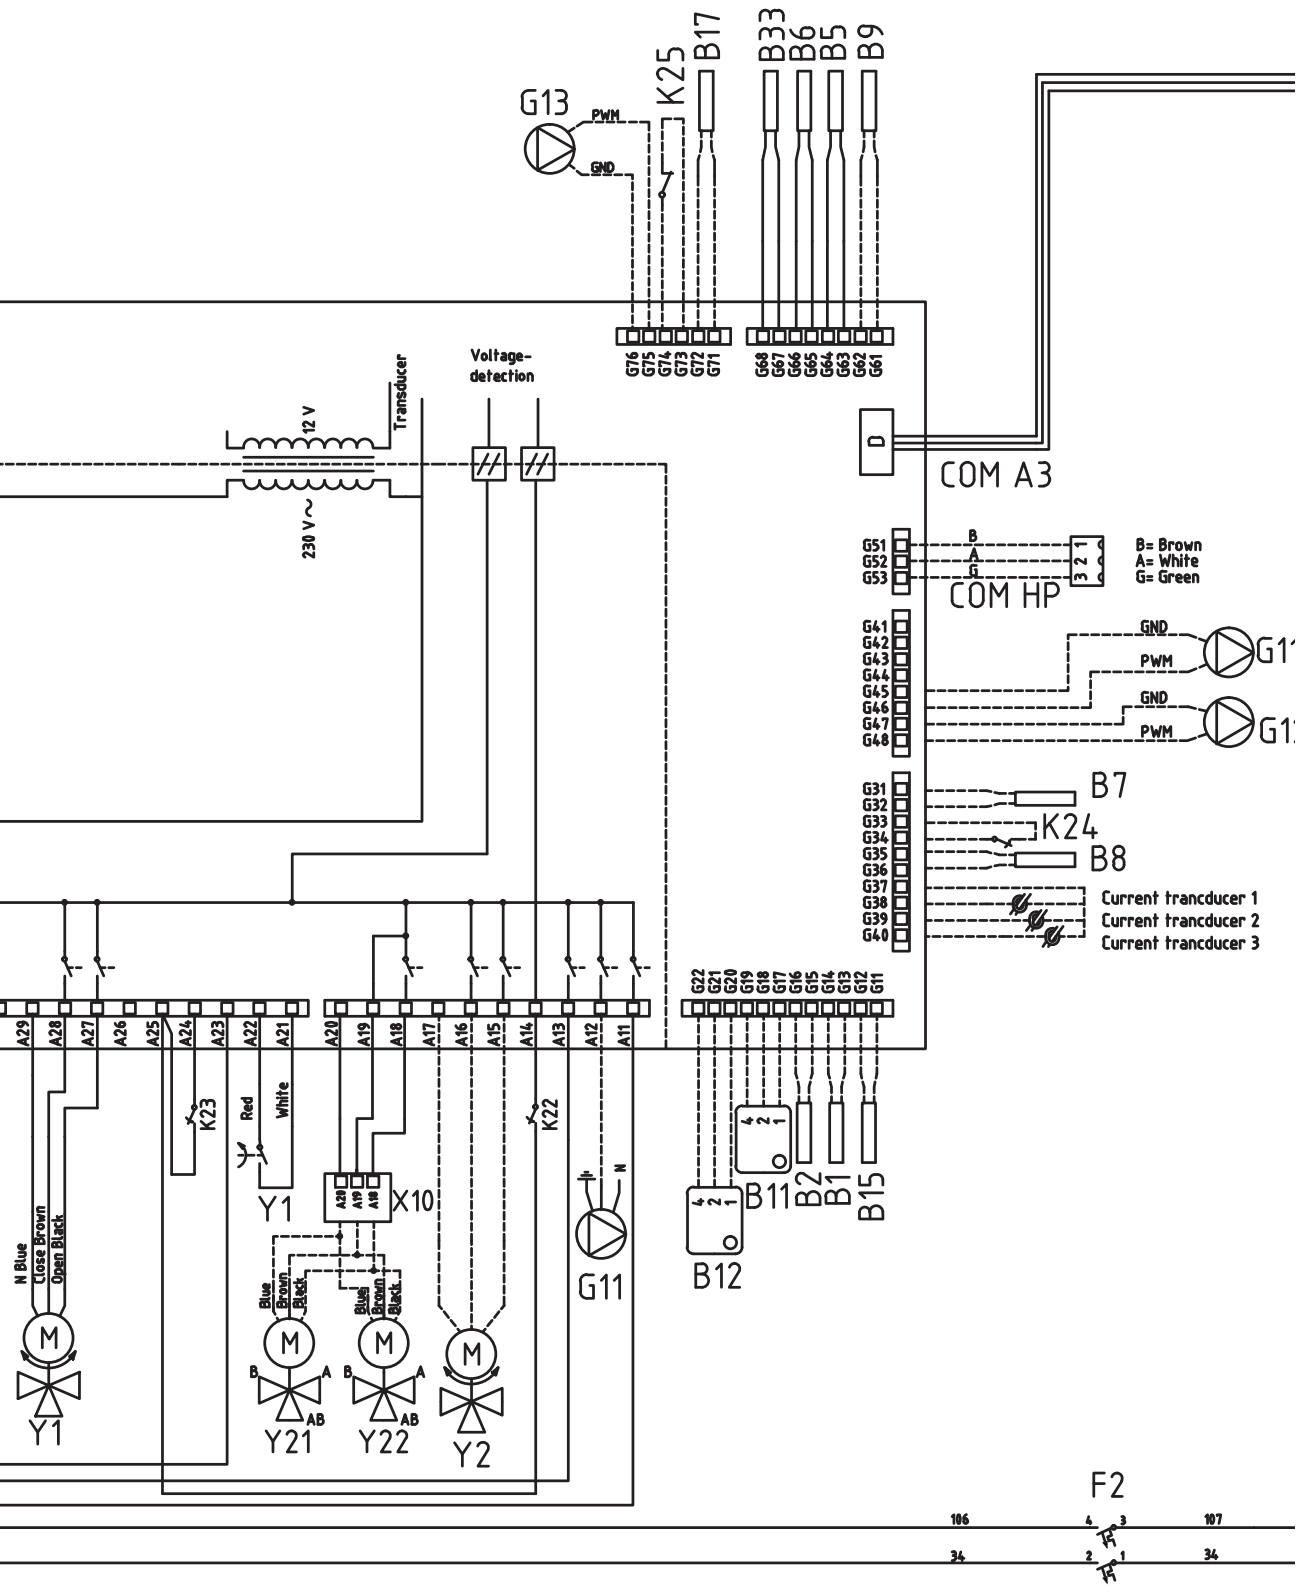 B17
B33
B6
B5
B9
K25
G13
PWM
GND
G76
G75
G74
G73
G72
G71
G68
G67
G66
G65
G64
G63
G62
G61
Voltage-
detection
Transducer
12 V
230 V ~
D
COM A3
G51
G52
G53
B
A
G
1
2
3
B= Brown
A= White
G= Green
COM HP
G41
G42
G43
G44
G45
G46
G47
G48
GND
PWM
G11
GND
PWM
G31
G32
G33
G34
G35
G36
G37
G38
G39
G40
B7
K24
B8
Current trancducer 1
Current trancducer 2
Current trancducer 3
G22
G21
G20
G19
G18
G17
G16
G15
G14
G13
G12
G11
A29
A28
A27
A26
A25
A24
A23
A22
A21
A20
A19
A18
A17
A16
A15
A14
A13
A12
A11
K23
Red
White
K22
4
2
1
4
2
1
B11
B2
B1
B15
B12
Y1
A20
A19
A18
X10
N
G11
N Blue
Close Brown
Open Black
Blue
Brown
Black
Blue
Brown
Black
M
M
M
M
B
A
B
A
AB
AB
Y1
Y21
Y22
Y2
F2
106
4
3
107
34
2
1
34